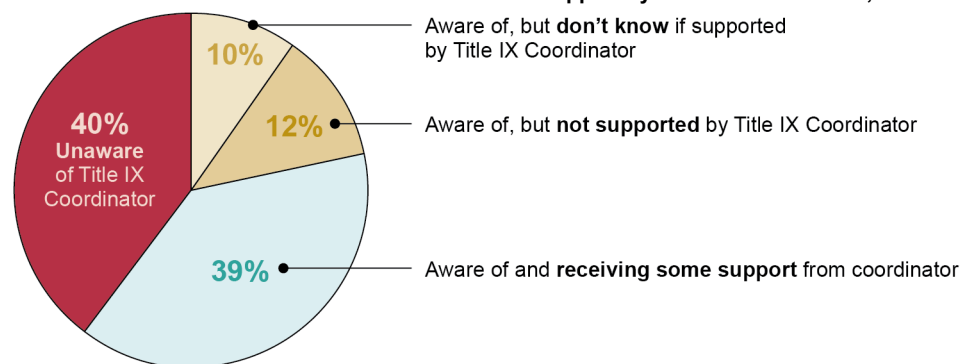 Aware of, but don’t know if supported
by Title IX Coordinator
10%
12%
Aware of, but not supported by Title IX Coordinator
40%
Unaware
of Title IX
Coordinator
39%
Aware of and receiving some support from coordinator